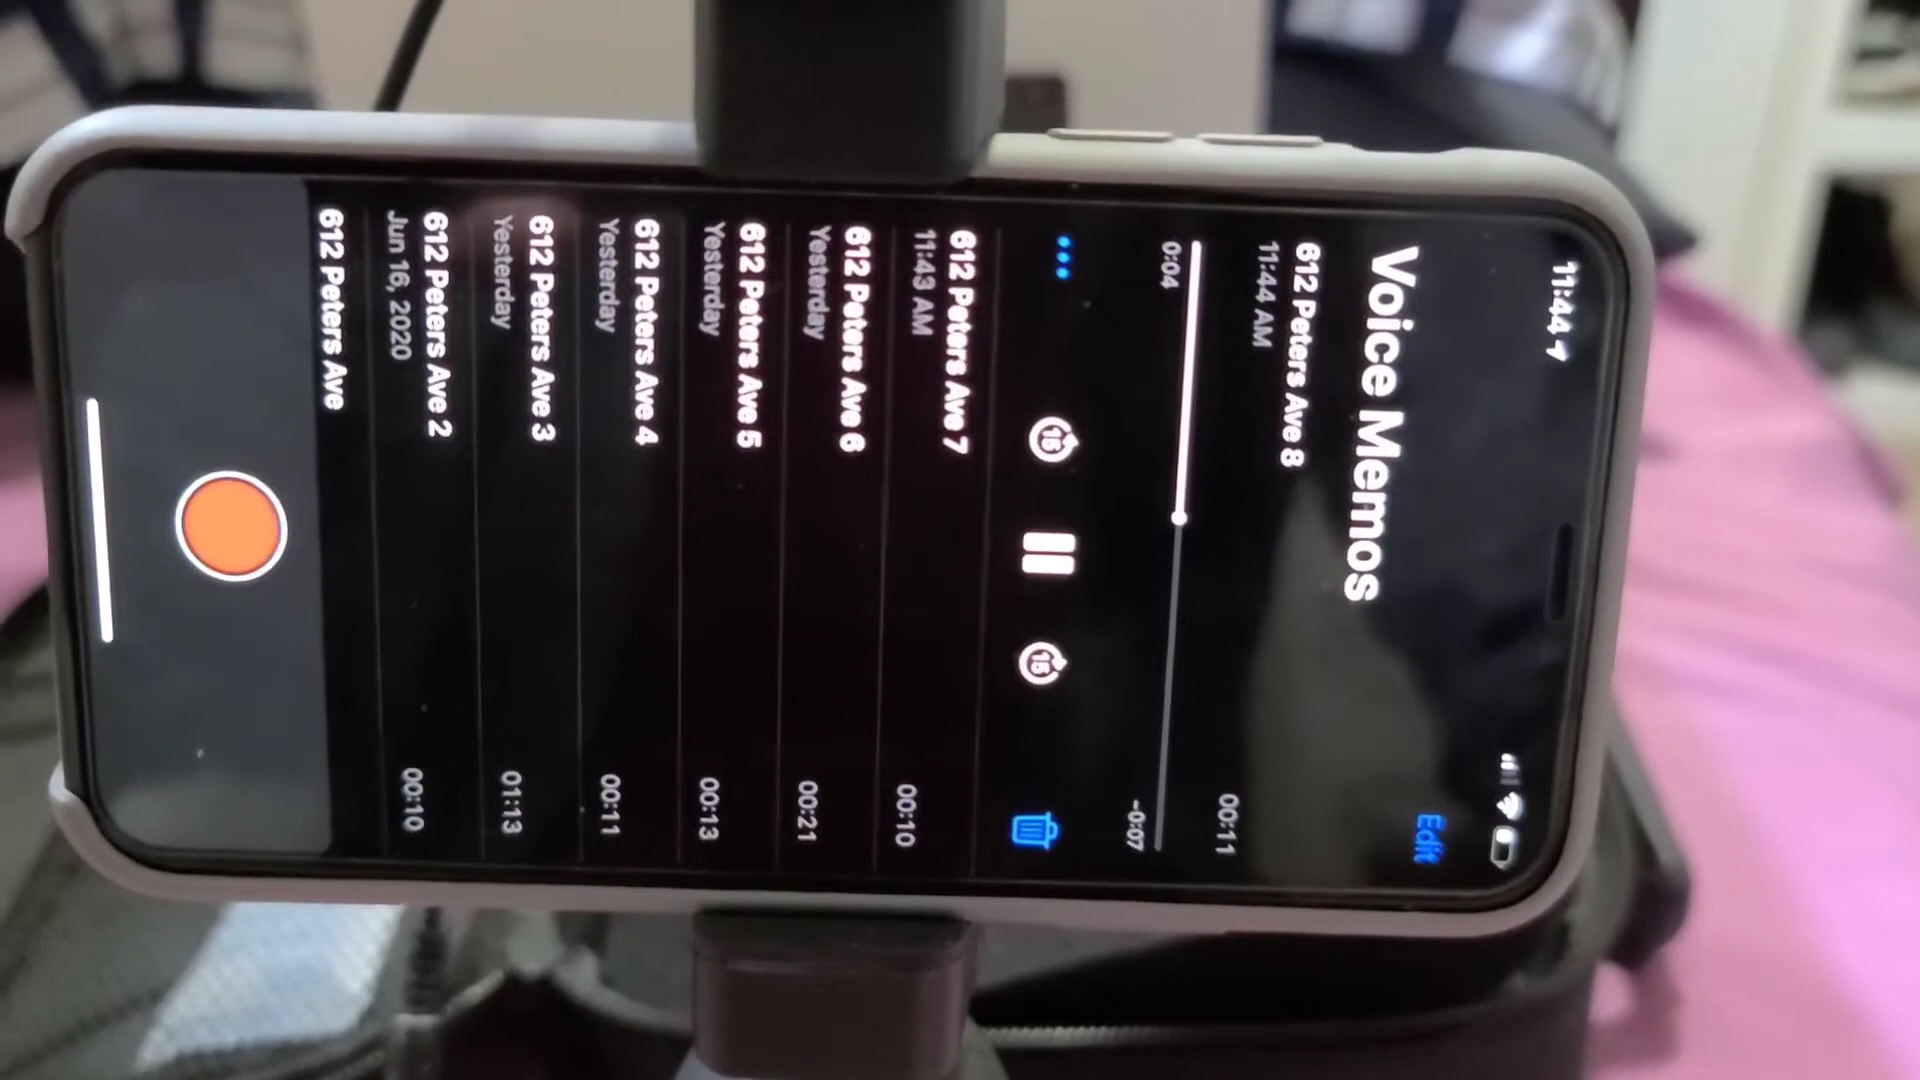 11:44
Edit
Voice Memos
612 Peters Ave 8
11:44 AM
00:11
0:04
-0:07
15
15
612 Peters Ave 7
11:43 AM
00:10
612 Peters Ave 6
Yesterday
00:21
612 Peters Ave 5
Yesterday
00:13
612 Peters Ave 4
Yesterday
00:11
612 Peters Ave 3
Yesterday
01:13
612 Peters Ave 2
Jun 16, 2020
00:10
612 Peters Ave